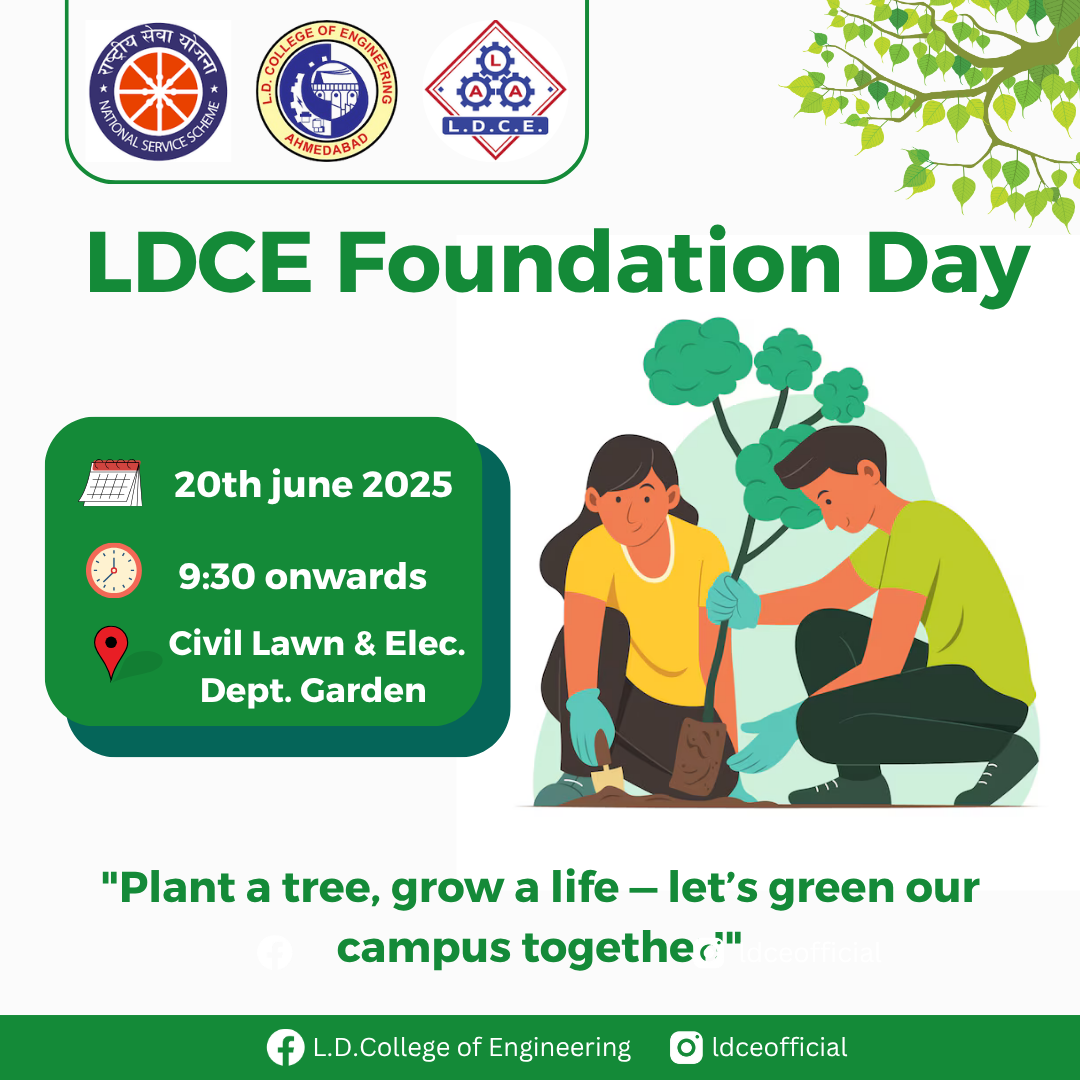 राष्ट्रीय सेवा योजना
NATIONAL SERVICE SCHEME
L.D. COLLEGE OF ENGINEERING
AHMEDABAD
L
A A
L.D.C.E.
LDCE Foundation Day
20th june 2025
9:30 onwards
Civil Lawn & Elec.
Dept. Garden
"Plant a tree, grow a life – let’s green our
campus together!"
ldceofficial
L.D.College of Engineering
ldceofficial